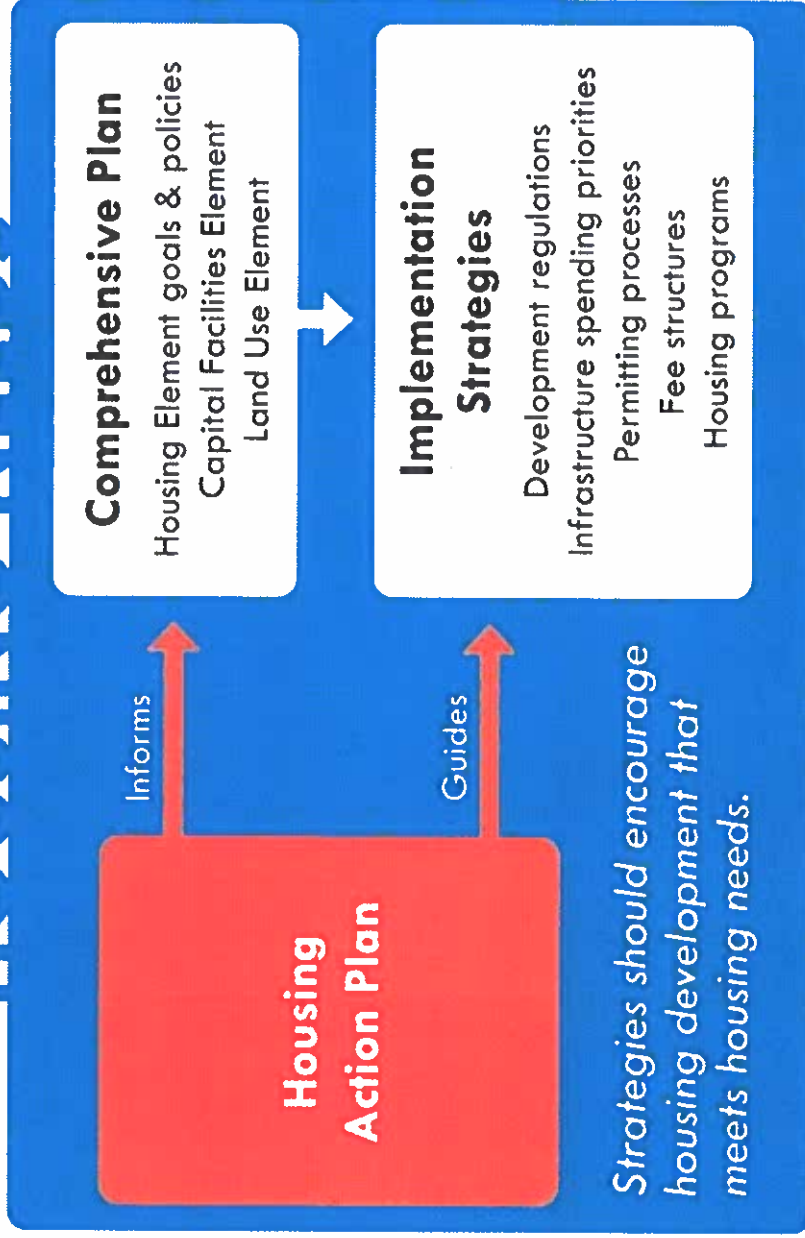 Housing
Action Plan
Informs
Guides
Comprehensive Plan
Housing Element goals & policies
Capital Facilities Element
Land Use Element
Implementation
Strategies
Development regulations
Infrastructure spending priorities
Permitting processes
Fee structures
Housing programs
Strategies should encourage
housing development that
meets housing needs.